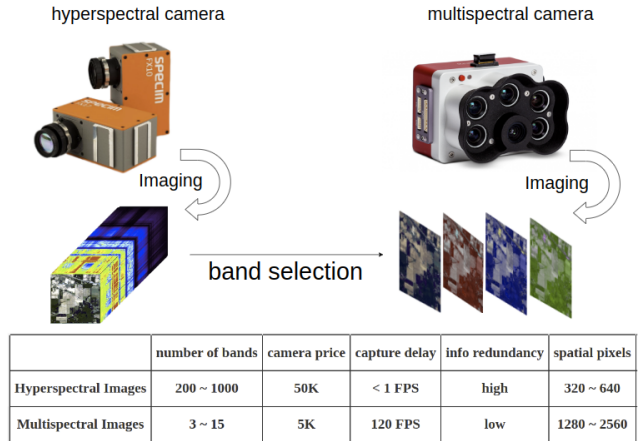 hyperspectral camera
multispectral camera
specim
FX10
specim
Imaging
Imaging
band selection
number of bands camera price capture delay info redundancy spatial pixels
Hyperspectral Images 200 ~ 1000 50K < 1 FPS high 320 ~ 640
Multispectral Images 3 ~ 15 5K 120 FPS low 1280 ~ 2560